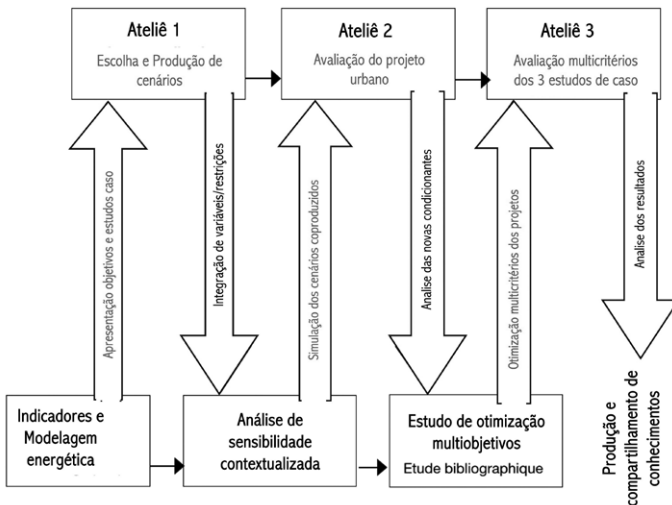 Ateliê 1
Escolha e Produção de
cenários
Ateliê 2
Avaliação do projeto
urbano
Ateliê 3
Avaliação multicritérios
dos 3 estudos de caso
Apresentação objetivos e estudos caso
Integração de variáveis/restrições
Simulação dos cenários coproduzidos
Analise das novas condicionantes
Otimização multicritérios dos projetos
Analise dos resultados
Indicadores e
Modelagem
energética
Análise de
sensibilidade
contextualizada
Estudo de otimização
multiobjetivos
Etude bibliographique
Produção e
compartilhamento de
conhecimentos